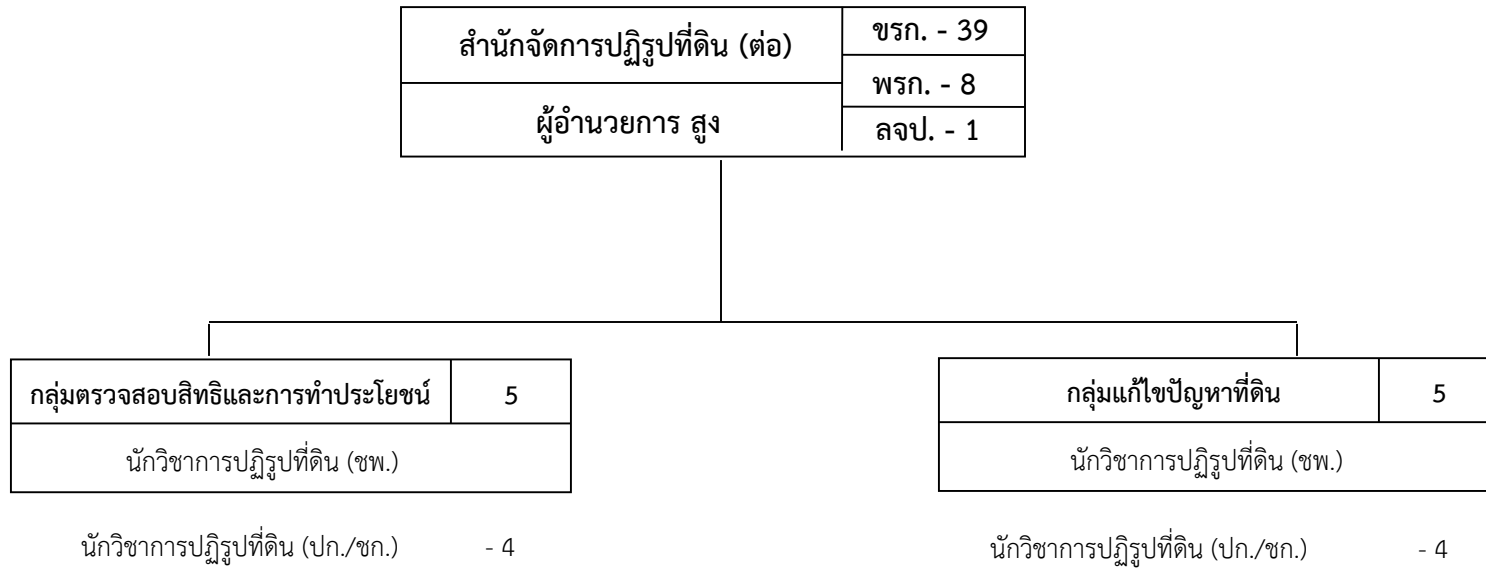 สำนักจัดการปฏิรูปที่ดิน (ต่อ)
ขรก. - 39
พรก. - 8
ผู้อำนวยการ สูง
ลจป. - 1
กลุ่มตรวจสอบสิทธิและการทำประโยชน์ 5
นักวิชาการปฏิรูปที่ดิน (ชพ.)
นักวิชาการปฏิรูปที่ดิน (ปก./ชก.) - 4
กลุ่มแก้ไขปัญหาที่ดิน 5
นักวิชาการปฏิรูปที่ดิน (ชพ.)
นักวิชาการปฏิรูปที่ดิน (ปก./ชก.) - 4